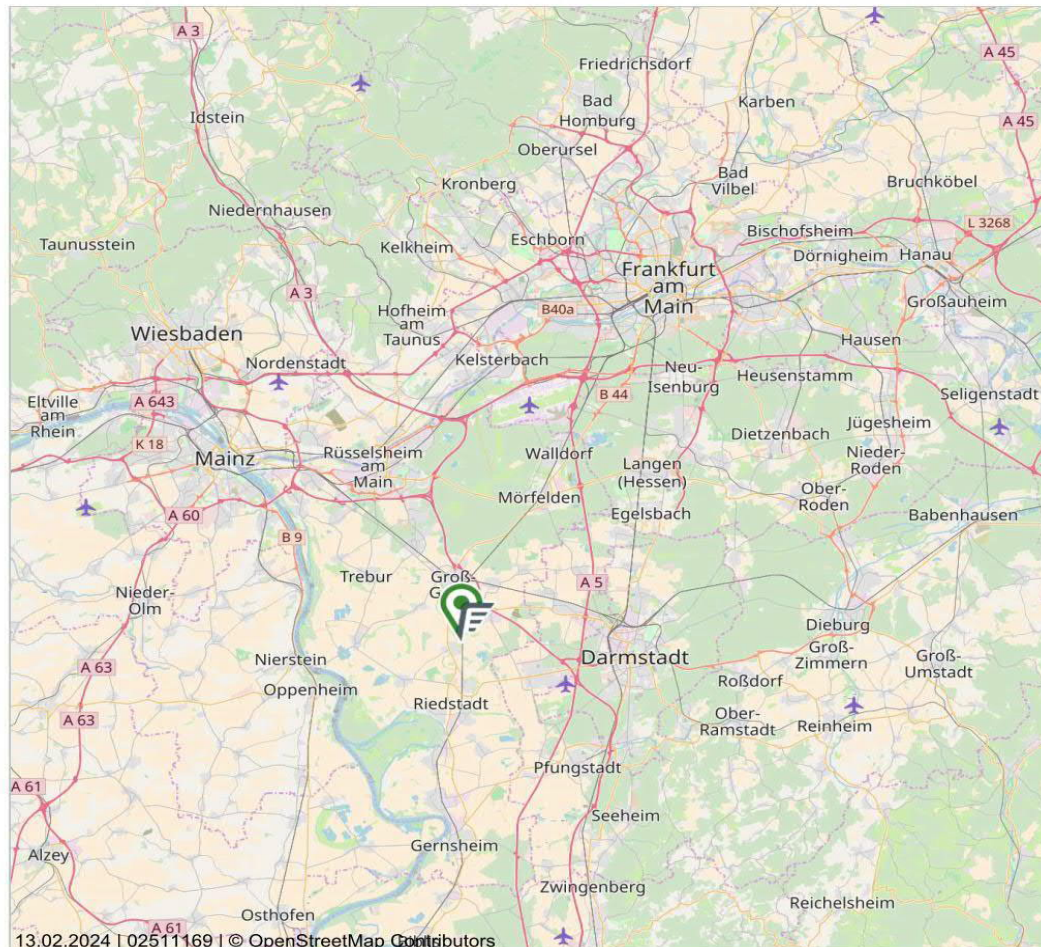 A 3
Friedrichsdorf
A 45
Bad
Homburg
Karben
A 45
Idstein
Oberursel
Kronberg
Bad
Vilbel
Bruchköbel
Niedernhausen
L 3268
Taunusstein
Kelkheim
Eschborn
Bischofsheim
Dörnigheim
Hanau
Frankfurt
am
Main
A 3
Hofheim
am
Taunus
B40a
Großauheim
Wiesbaden
Nordenstadt
Kelsterbach
Neu-
Isenburg
Hausen
Heusenstamm
B 44
Seligenstadt
Eltville
am
Rhein
A 643
K 18
Mainz
Rüsselsheim
am
Main
Walldorf
Dietzenbach
Jügesheim
Nieder-
Roden
Langen
(Hessen)
Mörfelden
Ober-
Roden
A 60
Egelsbach
Babenhausen
B 9
Trebur
Groß-
A 5
Nieder-
Olm
Dieburg
Groß-
Zimmern
Groß-
Umstadt
Nierstein
Darmstadt
A 63
Oppenheim
Roßdorf
Riedstadt
A 63
Ober-
Ramstadt
Reinheim
Pfungstadt
A 61
Seeheim
Gernsheim
Alzey
Zwingenberg
Reichelsheim
Osthofen
A 61
13.02.2024 | 02511169 | © OpenStreetMap Contributors